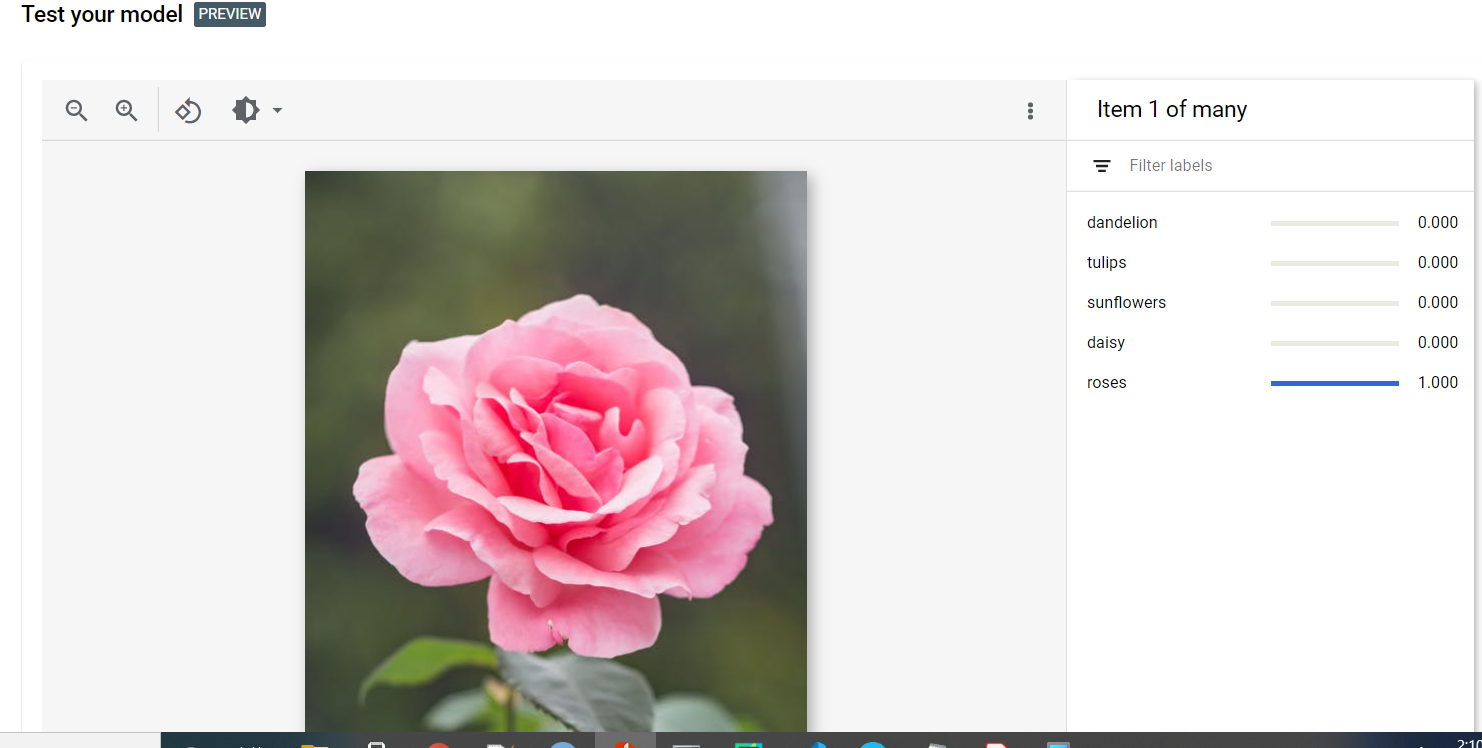 Test your model PREVIEW
Item 1 of many
Filter labels
dandelion 0.000
tulips 0.000
sunflowers 0.000
daisy 0.000
roses 1.000